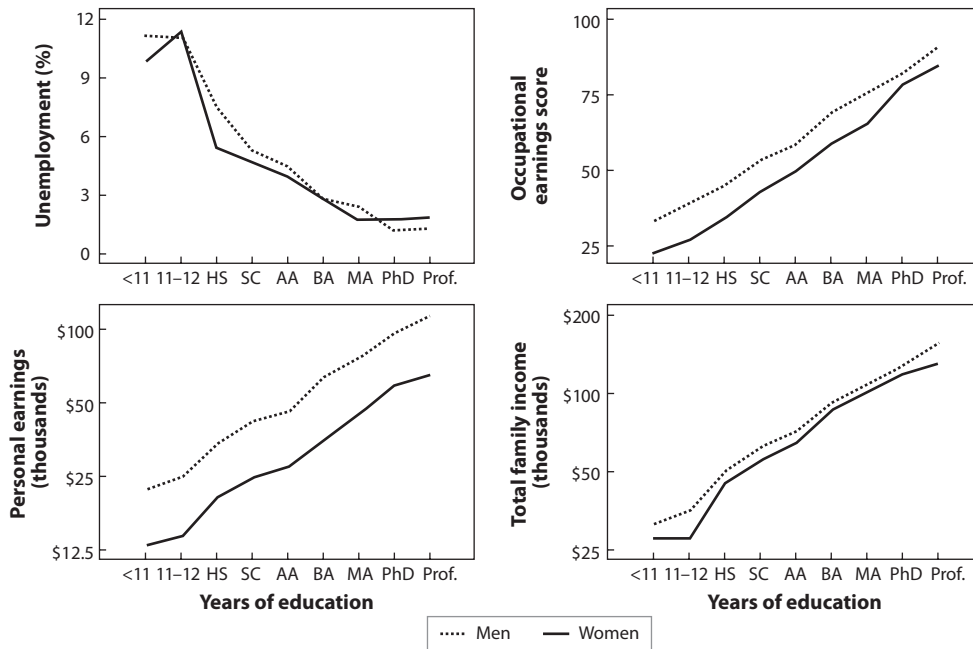 Unemployment (%)
12
9
6
3
0
<11 11–12 HS SC AA BA MA PhD Prof.
Occupational
earnings score
100
75
50
25
<11 11–12 HS SC AA BA MA PhD Prof.
Personal earnings
(thousands)
$100
$50
$25
$12.5
<11 11–12 HS SC AA BA MA PhD Prof.
Years of education
Total family income
(thousands)
$200
$100
$50
$25
<11 11–12 HS SC AA BA MA PhD Prof.
Years of education
Men Women